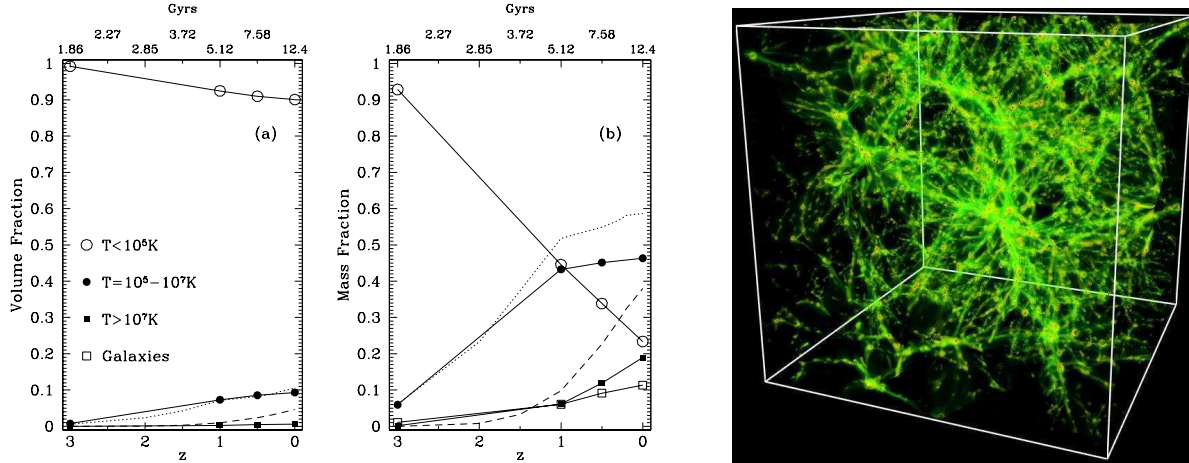 Gyrs
2.27 3.72 7.58
1.86 2.85 5.12 12.4
1
0.9
0.8
0.7
0.6
0.5
0.4
0.3
0.2
0.1
0
Volume Fraction
(a)
T<10⁵K
T=10⁵−10⁷K
T>10⁷K
Galaxies
3 2 1 0
z
Gyrs
2.27 3.72 7.58
1.86 2.85 5.12 12.4
1
0.9
0.8
0.7
0.6
0.5
0.4
0.3
0.2
0.1
0
Mass Fraction
(b)
3 2 1 0
z